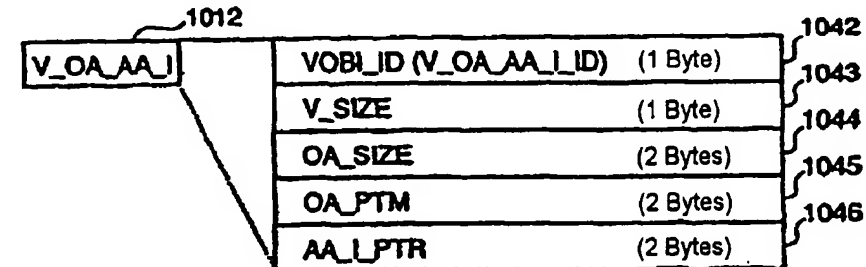 1012
V_OA_AA_I
VOBI_ID (V_OA_AA_I_ID) (1 Byte) 1042
V_SIZE (1 Byte) 1043
OA_SIZE (2 Bytes) 1044
OA_PTM (2 Bytes) 1045
AA_I_PTR (2 Bytes) 1046